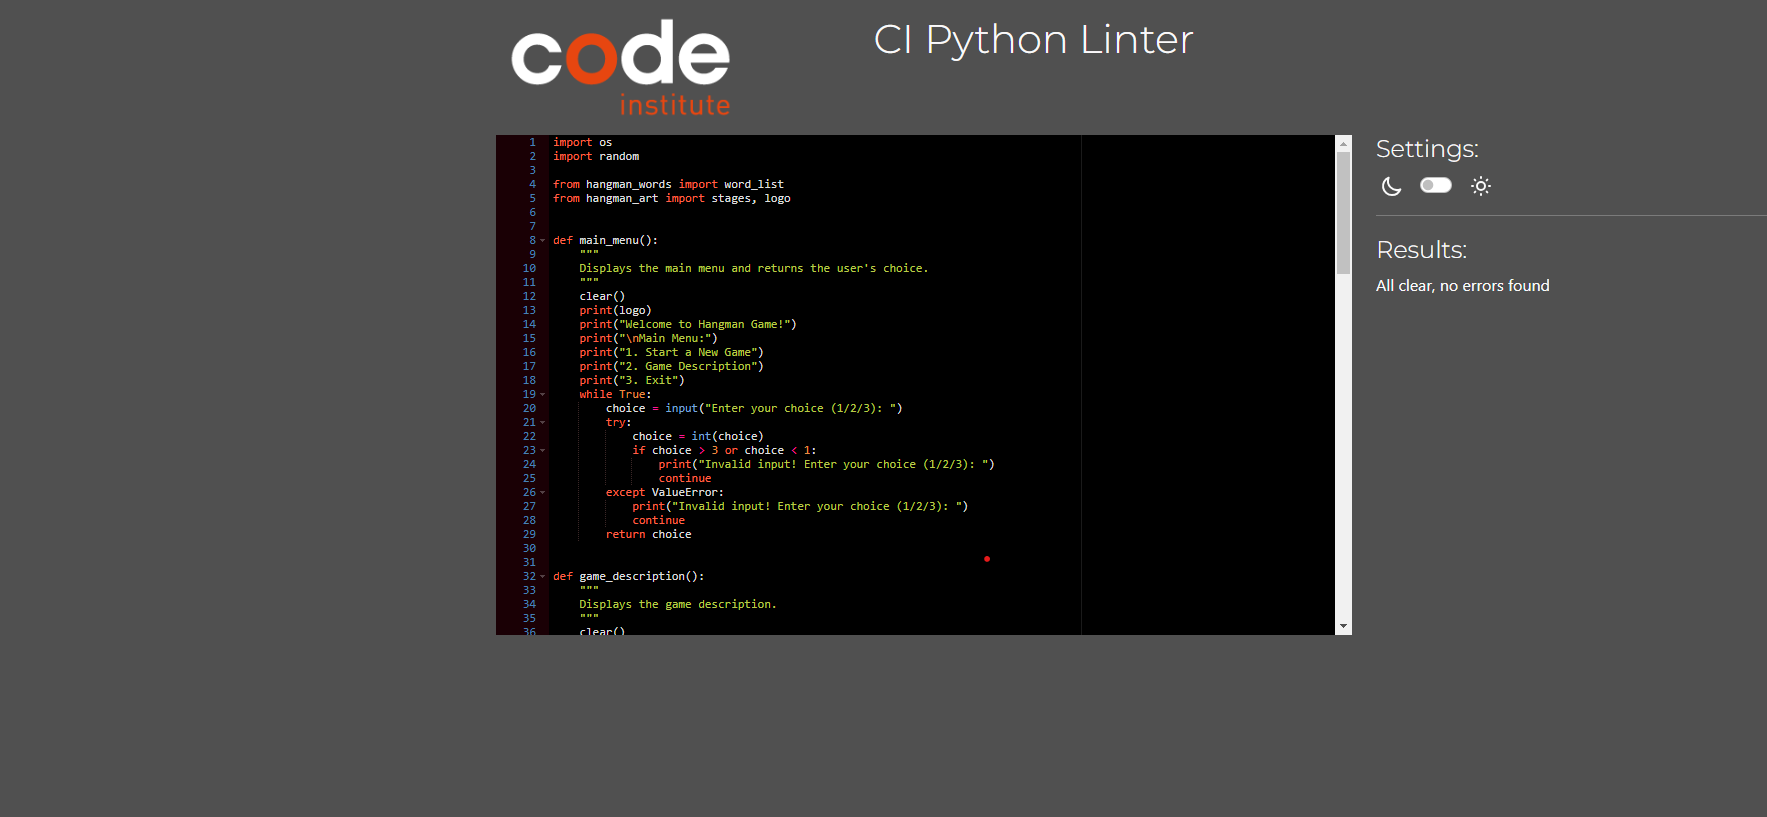 code
institute
CI Python Linter
1 import os
2 import random
3
4 from hangman_words import word_list
5 from hangman_art import stages, logo
6
7
8 def main_menu():
9     """
10     Displays the main menu and returns the user's choice.
11     """
12     clear()
13     print(logo)
14     print("Welcome to Hangman Game!")
15     print("\nMain Menu:")
16     print("1. Start a New Game")
17     print("2. Game Description")
18     print("3. Exit")
19     while True:
20         choice = input("Enter your choice (1/2/3): ")
21         try:
22             choice = int(choice)
23             if choice > 3 or choice < 1:
24                 print("Invalid input! Enter your choice (1/2/3): ")
25                 continue
26         except ValueError:
27             print("Invalid input! Enter your choice (1/2/3): ")
28             continue
29         return choice
30
31
32 def game_description():
33     """
34     Displays the game description.
35     """
36     clear()
Settings:
Results:
All clear, no errors found